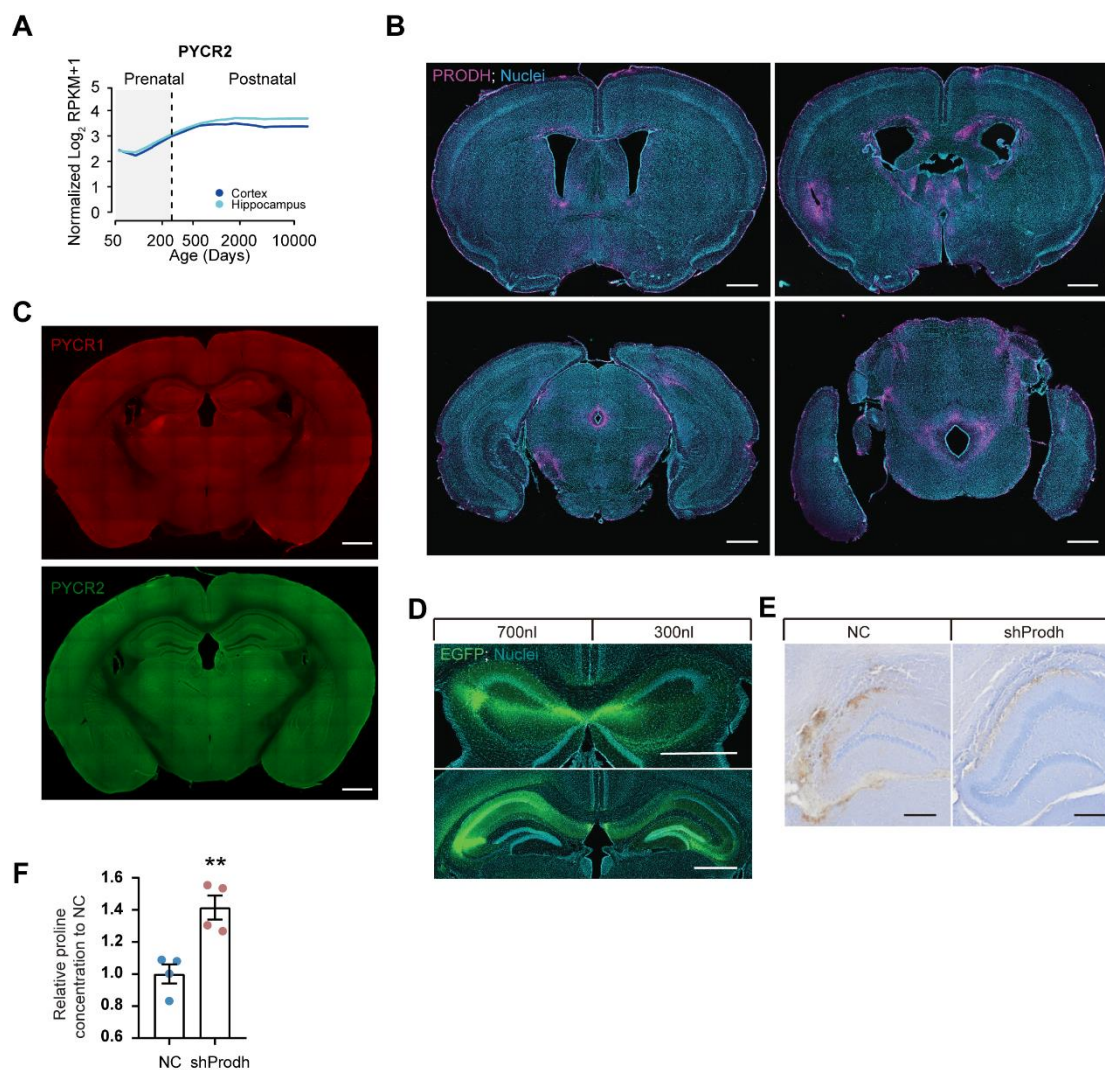 A
PYCR2
Prenatal
Postnatal
Normalized Log2 RPKM+1
5
4
3
2
1
0
Cortex
Hippocampus
50
200
500
2000
10000
Age (Days)
B
PRODH; Nuclei
C
PYCR1
PYCR2
D
700nl
300nl
EGFP; Nuclei
E
NC
shProdh
F
Relative proline
concentration to NC
1.6
1.4
1.2
1.0
0.8
0.6
**
NC
shProdh